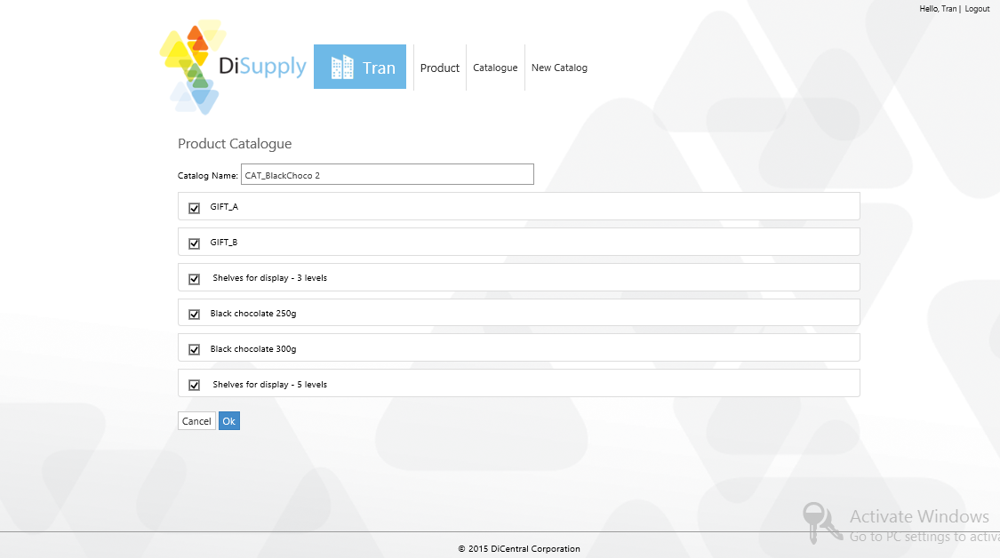 Hello, Tran | Logout
DiSupply
Tran
Product
Catalogue
New Catalog
Product Catalogue
Catalog Name: CAT_BlackChoco 2
GIFT_A
GIFT_B
Shelves for display - 3 levels
Black chocolate 250g
Black chocolate 300g
Shelves for display - 5 levels
Cancel Ok
Activate Windows
Go to PC settings to activa
© 2015 DiCentral Corporation